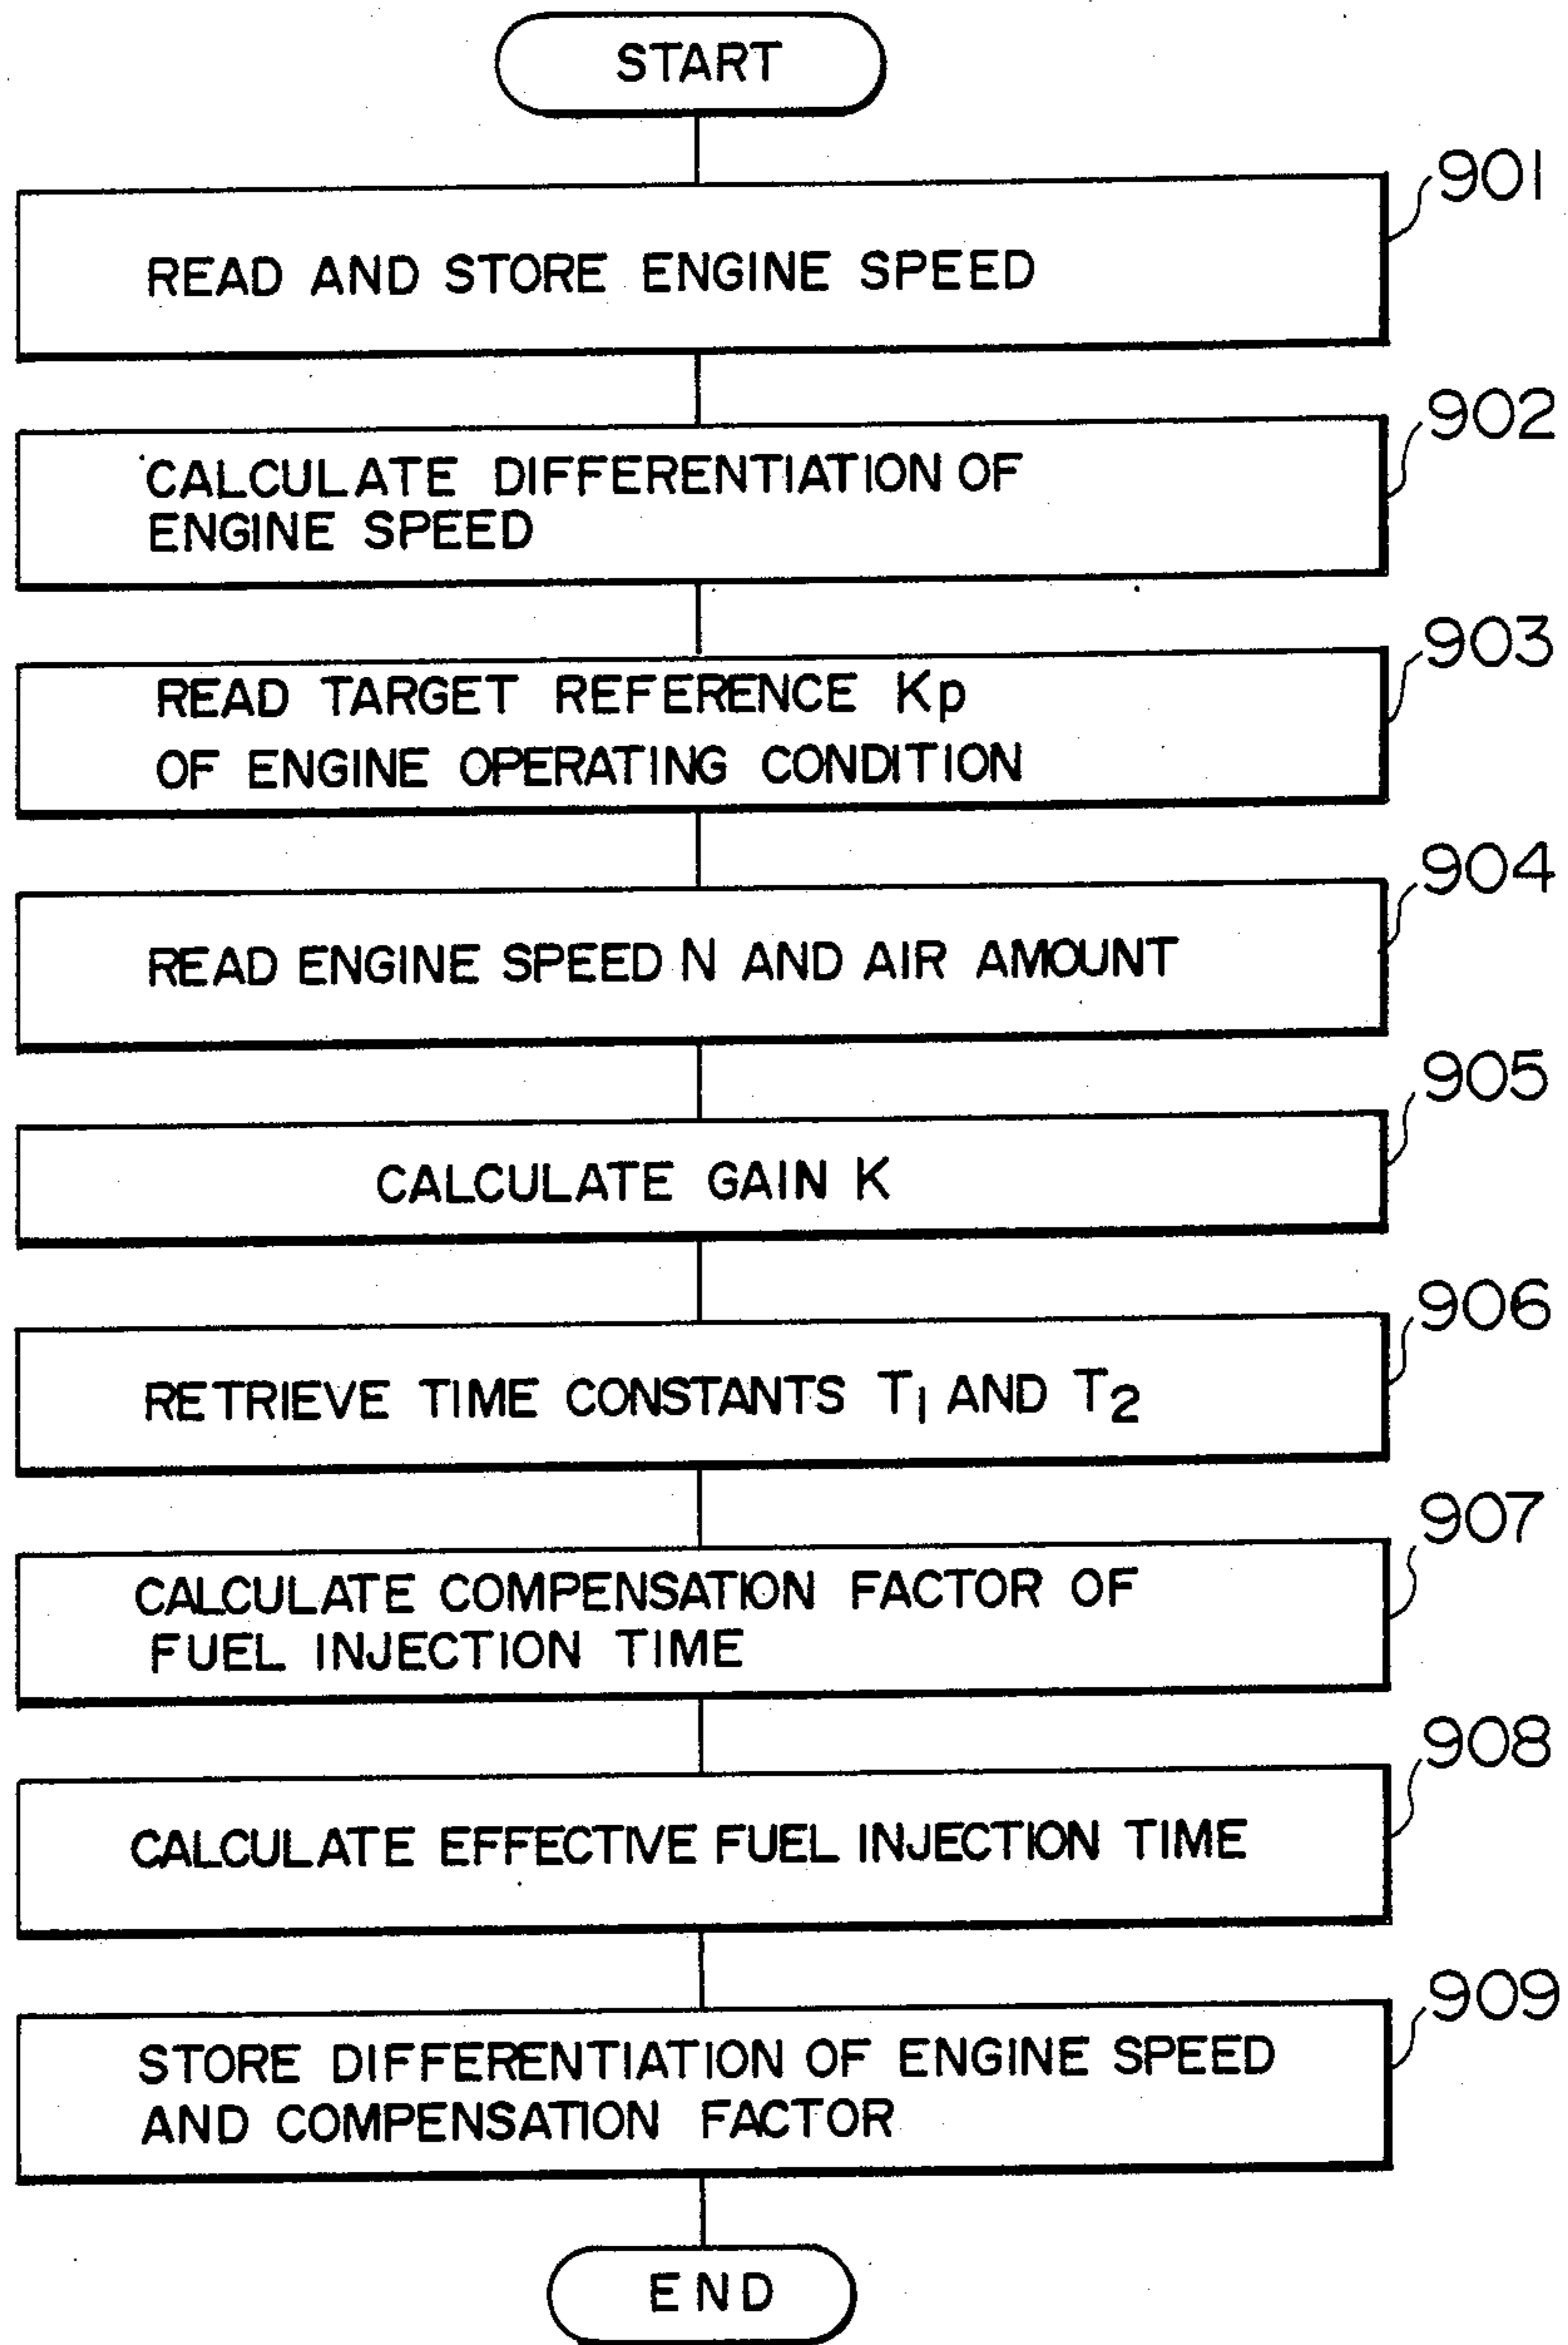 START
901
READ AND STORE ENGINE SPEED
902
CALCULATE DIFFERENTIATION OF
ENGINE SPEED
903
READ TARGET REFERENCE Kp
OF ENGINE OPERATING CONDITION
904
READ ENGINE SPEED N AND AIR AMOUNT
905
CALCULATE GAIN K
906
RETRIEVE TIME CONSTANTS T1 AND T2
907
CALCULATE COMPENSATION FACTOR OF
FUEL INJECTION TIME
908
CALCULATE EFFECTIVE FUEL INJECTION TIME
909
STORE DIFFERENTIATION OF ENGINE SPEED
AND COMPENSATION FACTOR
END